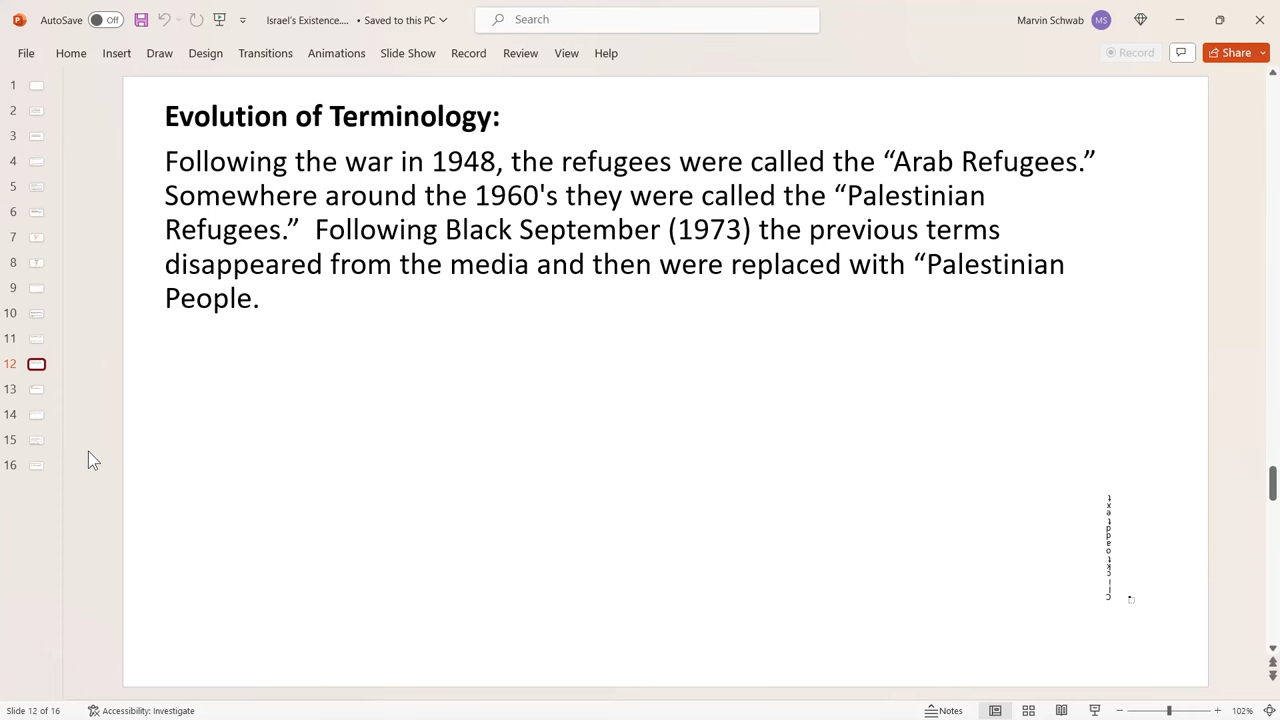 AutoSave Off Israel's Existence.... • Saved to this PC Search Marvin Schwab MS
File Home Insert Draw Design Transitions Animations Slide Show Record Review View Help Record Share
1
2
3
4
5
6
7
8
9
10
11
12
13
14
15
16
Evolution of Terminology:
Following the war in 1948, the refugees were called the “Arab Refugees.”
Somewhere around the 1960's they were called the “Palestinian
Refugees.”  Following Black September (1973) the previous terms
disappeared from the media and then were replaced with “Palestinian
People.
Click to add text
Slide 12 of 16 Accessibility: Investigate Notes 102%